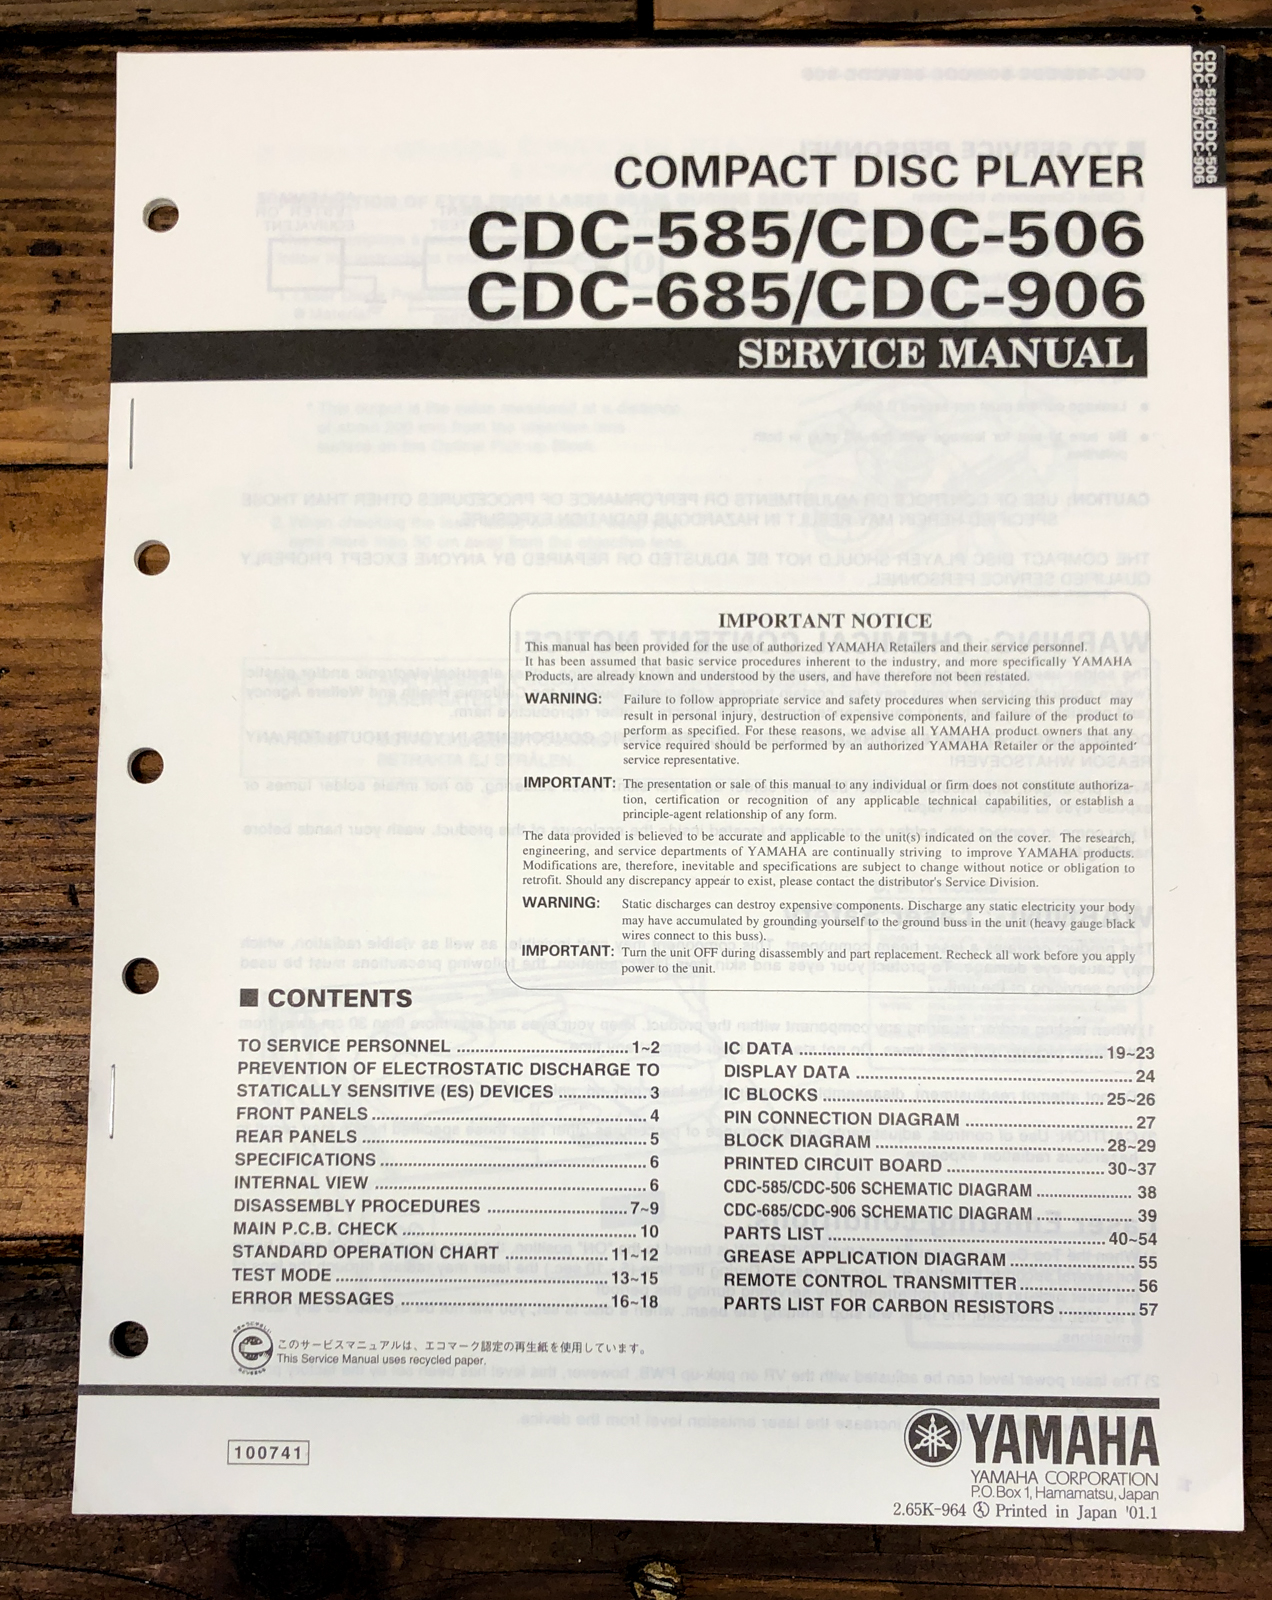 CDC-585/CDC-506
CDC-685/CDC-906
COMPACT DISC PLAYER
CDC-585/CDC-506
CDC-685/CDC-906
SERVICE MANUAL
IMPORTANT NOTICE
This manual has been provided for the use of authorized YAMAHA Retailers and their service personnel.
It has been assumed that basic service procedures inherent to the industry, and more specifically YAMAHA
Products, are already known and understood by the users, and have therefore not been restated.
WARNING: Failure to follow appropriate service and safety procedures when servicing this product may
result in personal injury, destruction of expensive components, and failure of the product to
perform as specified. For these reasons, we advise all YAMAHA product owners that any
service required should be performed by an authorized YAMAHA Retailer or the appointed
service representative.
IMPORTANT: The presentation or sale of this manual to any individual or firm does not constitute authoriza-
tion, certification or recognition of any applicable technical capabilities, or establish a
principle-agent relationship of any form.
The data provided is believed to be accurate and applicable to the unit(s) indicated on the cover. The research,
engineering, and service departments of YAMAHA are continually striving to improve YAMAHA products.
Modifications are, therefore, inevitable and specifications are subject to change without notice or obligation to
retrofit. Should any discrepancy appear to exist, please contact the distributor's Service Division.
WARNING: Static discharges can destroy expensive components. Discharge any static electricity your body
may have accumulated by grounding yourself to the ground buss in the unit (heavy gauge black
wires connect to this buss).
IMPORTANT: Turn the unit OFF during disassembly and part replacement. Recheck all work before you apply
power to the unit.
■ CONTENTS
TO SERVICE PERSONNEL ........ 1~2
PREVENTION OF ELECTROSTATIC DISCHARGE TO
STATICALLY SENSITIVE (ES) DEVICES ........ 3
FRONT PANELS ........ 4
REAR PANELS ........ 5
SPECIFICATIONS ........ 6
INTERNAL VIEW ........ 6
DISASSEMBLY PROCEDURES ........ 7~9
MAIN P.C.B. CHECK ........ 10
STANDARD OPERATION CHART ........ 11~12
TEST MODE ........ 13~15
ERROR MESSAGES ........ 16~18
IC DATA ........ 19~23
DISPLAY DATA ........ 24
IC BLOCKS ........ 25~26
PIN CONNECTION DIAGRAM ........ 27
BLOCK DIAGRAM ........ 28~29
PRINTED CIRCUIT BOARD ........ 30~37
CDC-585/CDC-506 SCHEMATIC DIAGRAM ........ 38
CDC-685/CDC-906 SCHEMATIC DIAGRAM ........ 39
PARTS LIST ........ 40~54
GREASE APPLICATION DIAGRAM ........ 55
REMOTE CONTROL TRANSMITTER ........ 56
PARTS LIST FOR CARBON RESISTORS ........ 57
このサービスマニュアルは、エコマーク認定の再生紙を使用しています。
This Service Manual uses recycled paper.
100741
YAMAHA
YAMAHA CORPORATION
P.O.Box 1, Hamamatsu, Japan
2.65K-964 Printed in Japan '01.1